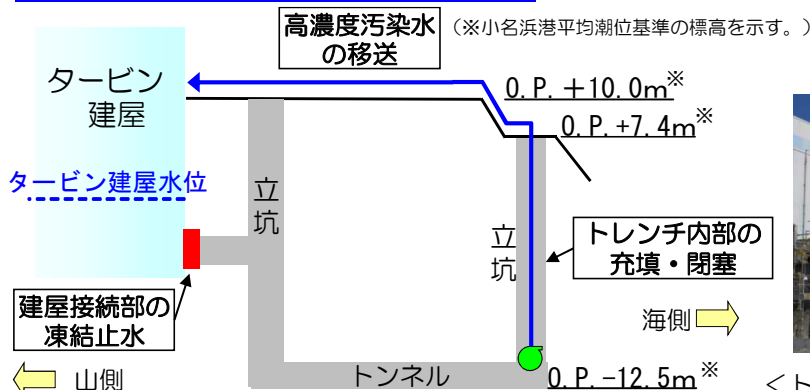 高濃度汚染水
の移送
(※小名浜港平均潮位基準の標高を示す。)
タービン
建屋
O.P.+10.0m※
O.P.+7.4m※
タービン建屋水位
立坑
立坑
トレンチ内部の
充填・閉塞
建屋接続部の
凍結止水
海側
山側
トンネル
O.P.-12.5m※
<ト